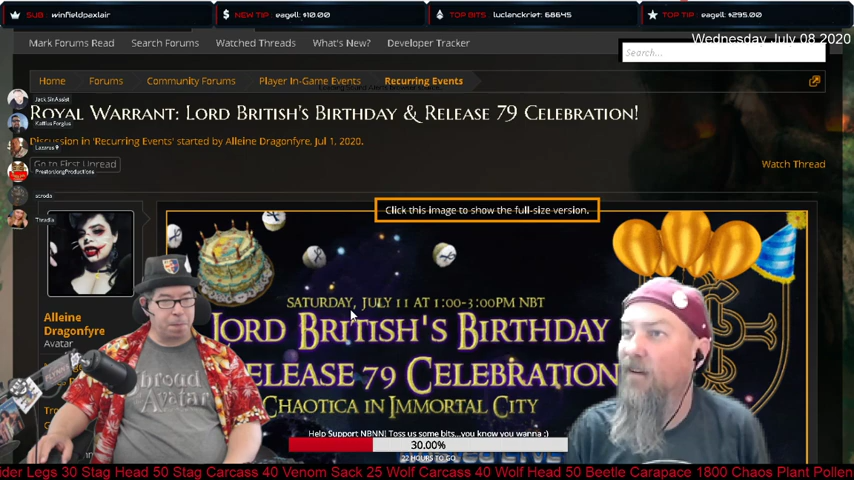 SUB winfieldpaxlair
NEW TIP eagell: $10.00
TOP BITS luclanckriet: 68645
TOP TIP eagell: $295.00
Wednesday July 08 2020
Mark Forums Read Search Forums Watched Threads What's New? Developer Tracker
Search...
Home Forums Community Forums Player In-Game Events Recurring Events
Jack SirAssist
Royal Warrant: Lord British's Birthday & Release 79 Celebration!
Discussion in 'Recurring Events' started by Alleine Dragonfyre, Jul 1, 2020.
Lazarus
Go to First Unread
Watch Thread
PrestonlongProductions
Click this image to show the full-size version.
SATURDAY, JULY 11 AT 1:00-3:00PM NBT
Alleine
Dragonfyre
Avatar
LORD BRITISH'S BIRTHDAY
ELEASE 79 CELEBRATION
CHAOTICA IN IMMORTAL CITY
Shroud
Avatar
Help Support NBNN! Toss us some bits...you know you wanna :)
30.00%
22 HOURS TO GO
ider Legs 30 Stag Head 50 Stag Carcass 40 Venom Sack 25 Wolf Carcass 40 Wolf Head 50 Beetle Carapace 1800 Chaos Plant Pollen